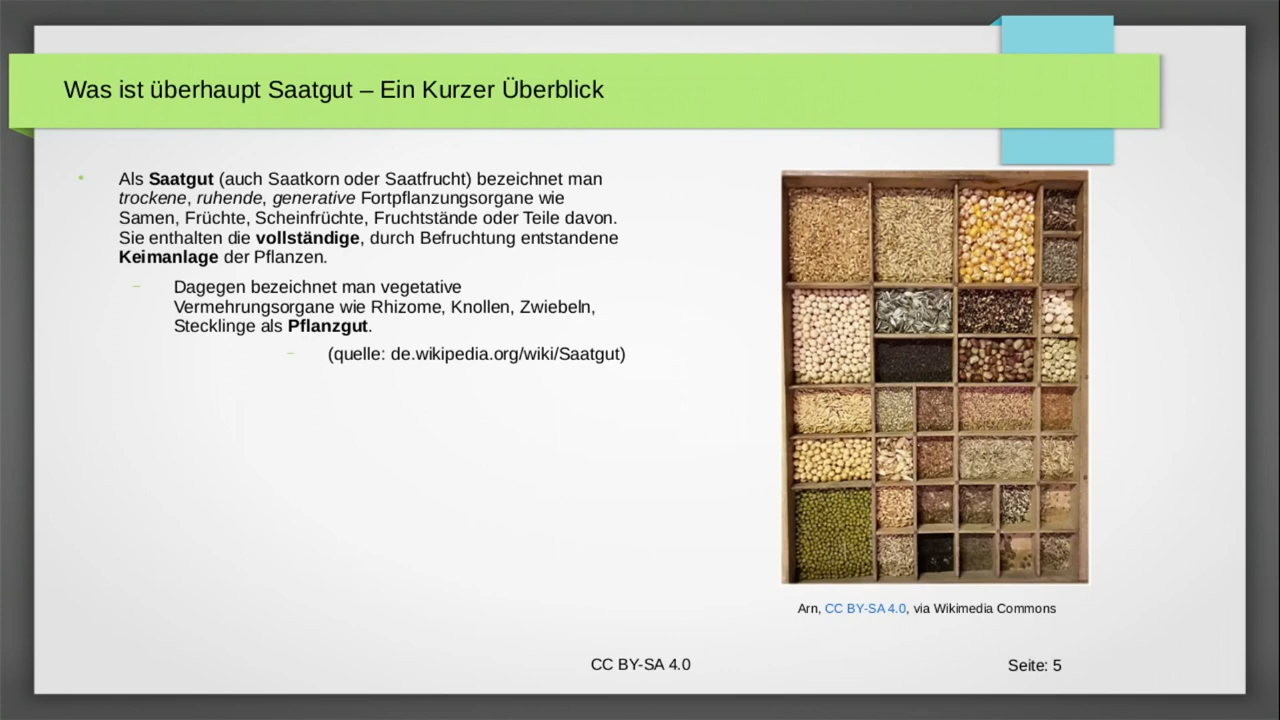 Was ist überhaupt Saatgut – Ein Kurzer Überblick
Als Saatgut (auch Saatkorn oder Saatfrucht) bezeichnet man
trockene, ruhende, generative Fortpflanzungsorgane wie
Samen, Früchte, Scheinfrüchte, Fruchtstände oder Teile davon.
Sie enthalten die vollständige, durch Befruchtung entstandene
Keimanlage der Pflanzen.
Dagegen bezeichnet man vegetative
Vermehrungsorgane wie Rhizome, Knollen, Zwiebeln,
Stecklinge als Pflanzgut.
(quelle: de.wikipedia.org/wiki/Saatgut)
Arn, CC BY-SA 4.0, via Wikimedia Commons
CC BY-SA 4.0
Seite: 5